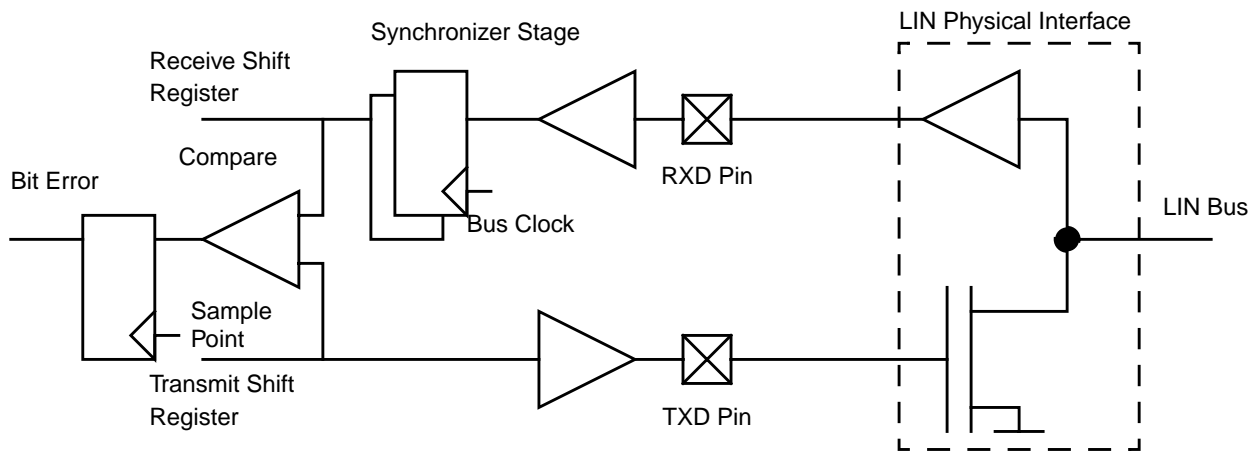 LIN Physical Interface
Synchronizer Stage
Receive Shift
Register
Compare
RXD Pin
Bit Error
Bus Clock
LIN Bus
Sample
Point
Transmit Shift
Register
TXD Pin